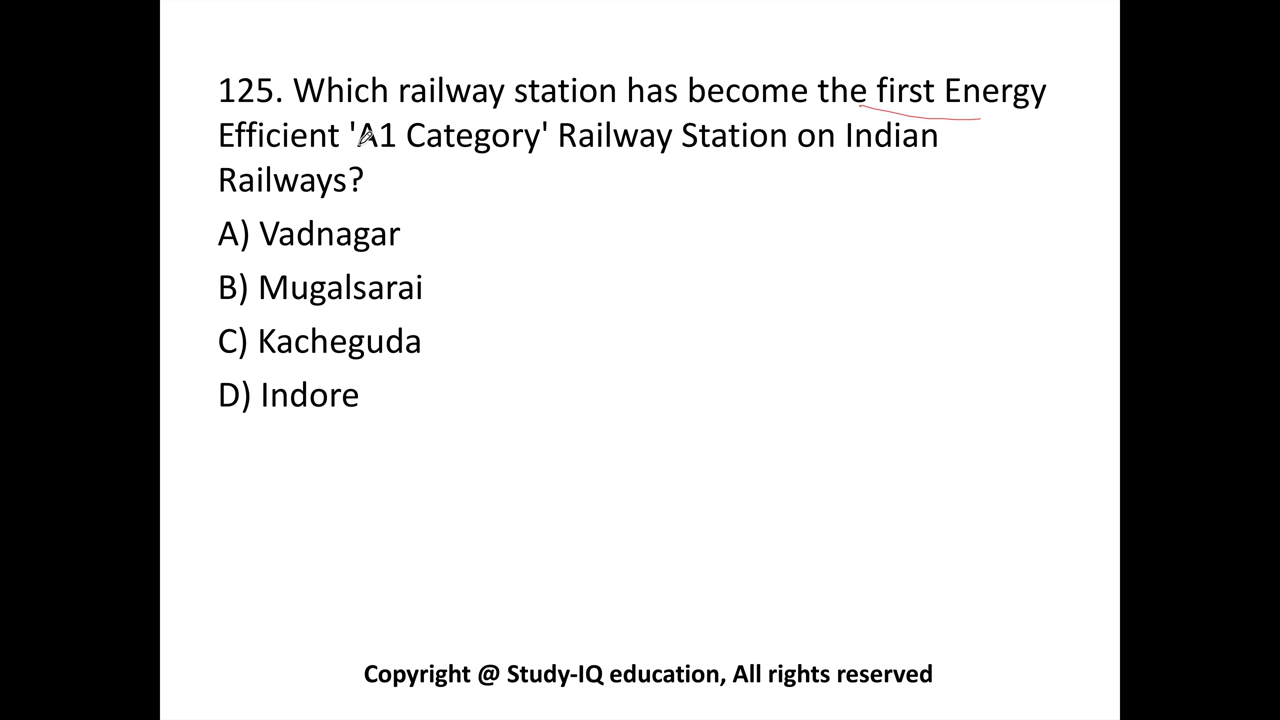 125. Which railway station has become the first Energy
Efficient 'A1 Category' Railway Station on Indian
Railways?
A) Vadnagar
B) Mugalsarai
C) Kacheguda
D) Indore
Copyright @ Study-IQ education, All rights reserved